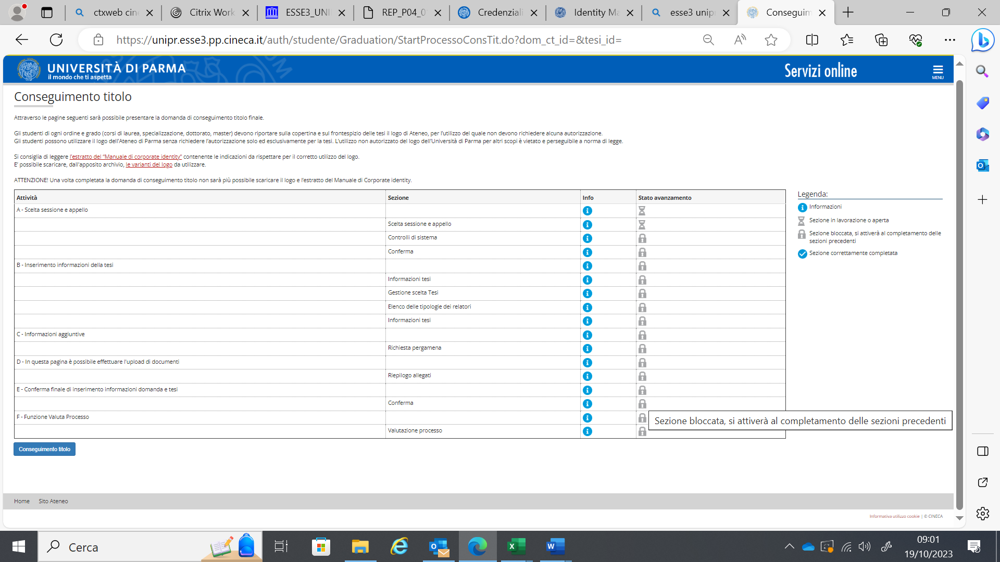 ctxweb cin
Citrix Work
ESSE3_UNI
REP_P04_0
Credenziali
Identity Ma
esse3 unipr
Conseguim
https://unipr.esse3.pp.cineca.it/auth/studente/Graduation/StartProcessoConsTit.do?dom_ct_id=&tesi_id=
UNIVERSITÀ DI PARMA
il mondo che ti aspetta
Servizi online
MENU
Conseguimento titolo
Attraverso le pagine seguenti sarà possibile presentare la domanda di conseguimento titolo finale.
Gli studenti di ogni ordine e grado (corsi di laurea, specializzazione, dottorato, master) devono riportare sulla copertina e sul frontespizio delle tesi il logo di Ateneo, per l'utilizzo del quale non devono richiedere alcuna autorizzazione.
Gli studenti possono utilizzare il logo dell'Ateneo di Parma senza richiedere l'autorizzazione solo ed esclusivamente per la tesi. L'utilizzo non autorizzato del logo dell'Università di Parma per altri scopi è vietato e perseguibile a norma di legge.
Si consiglia di leggere l'estratto del "Manuale di corporate identity" contenente le indicazioni da rispettare per il corretto utilizzo del logo.
E' possibile scaricare, dall'apposito archivio, le varianti del logo da utilizzare.
ATTENZIONE! Una volta completata la domanda di conseguimento titolo non sarà più possibile scaricare il logo e l'estratto del Manuale di Corporate identity.
Attività Sezione Info Stato avanzamento
A - Scelta sessione e appello
Scelta sessione e appello
Controlli di sistema
Conferma
B - Inserimento informazioni della tesi
Informazioni tesi
Gestione scelta Tesi
Elenco delle tipologie dei relatori
Informazioni tesi
C - Informazioni aggiuntive
Richiesta pergamena
D - In questa pagina è possibile effettuare l'upload di documenti
Riepilogo allegati
E - Conferma finale di inserimento informazioni domanda e tesi
Conferma
F - Funzione Valuta Processo
Valutazione processo
Legenda:
Informazioni
Sezione in lavorazione o aperta
Sezione bloccata, si attiverà al completamento delle
sezioni precedenti
Sezione correttamente completata
Sezione bloccata, si attiverà al completamento delle sezioni precedenti
Conseguimento titolo
Home Sito Ateneo
Informativa utilizzo cookie | © CINECA
Cerca
09:01
19/10/2023